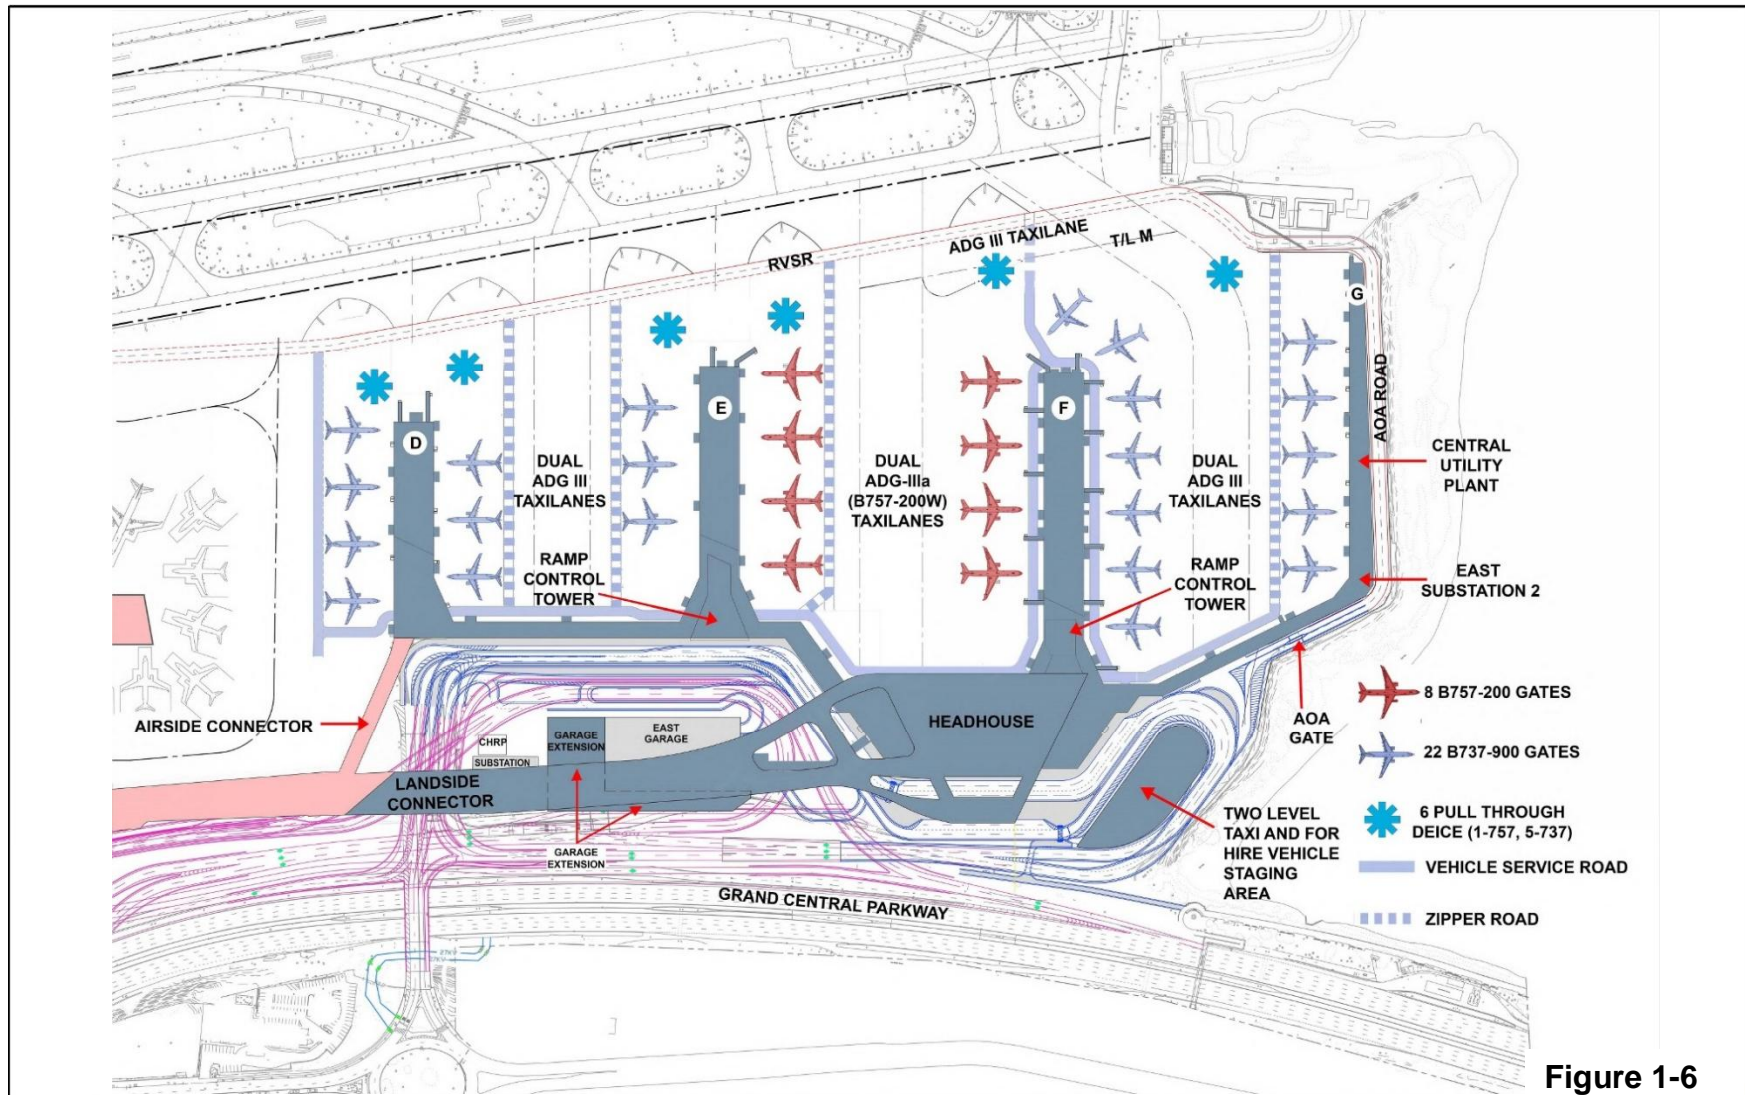 ADG III TAXILANE
T/L M
RVSR
G
D
E
F
AOA ROAD
DUAL
ADG III
TAXILANES
DUAL
ADG-IIIa
(B757-200W)
TAXILANES
DUAL
ADG III
TAXILANES
CENTRAL
UTILITY
PLANT
RAMP
CONTROL
TOWER
RAMP
CONTROL
TOWER
EAST
SUBSTATION 2
8 B757-200 GATES
AIRSIDE CONNECTOR
HEADHOUSE
AOA
GATE
22 B737-900 GATES
CHRP
SUBSTATION
GARAGE
EXTENSION
EAST
GARAGE
LANDSIDE
CONNECTOR
6 PULL THROUGH
DEICE (1-757, 5-737)
TWO LEVEL
TAXI AND FOR
HIRE VEHICLE
STAGING
AREA
GARAGE
EXTENSION
VEHICLE SERVICE ROAD
GRAND CENTRAL PARKWAY
ZIPPER ROAD
Figure 1-6